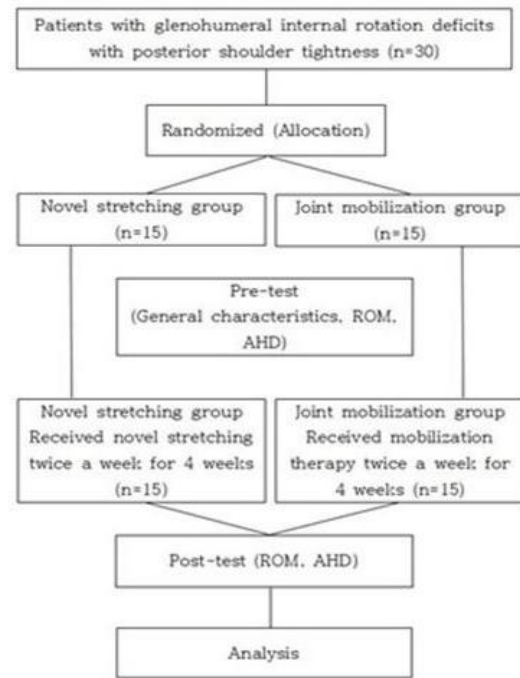 Patients with glenohumeral internal rotation deficits
with posterior shoulder tightness (n=30)
Randomized (Allocation)
Novel stretching group
(n=15)
Joint mobilization group
(n=15)
Pre-test
(General characteristics, ROM,
AHD)
Novel stretching group
Received novel stretching
twice a week for 4 weeks
(n=15)
Joint mobilization group
Received mobilization
therapy twice a week for
4 weeks (n=15)
Post-test (ROM, AHD)
Analysis